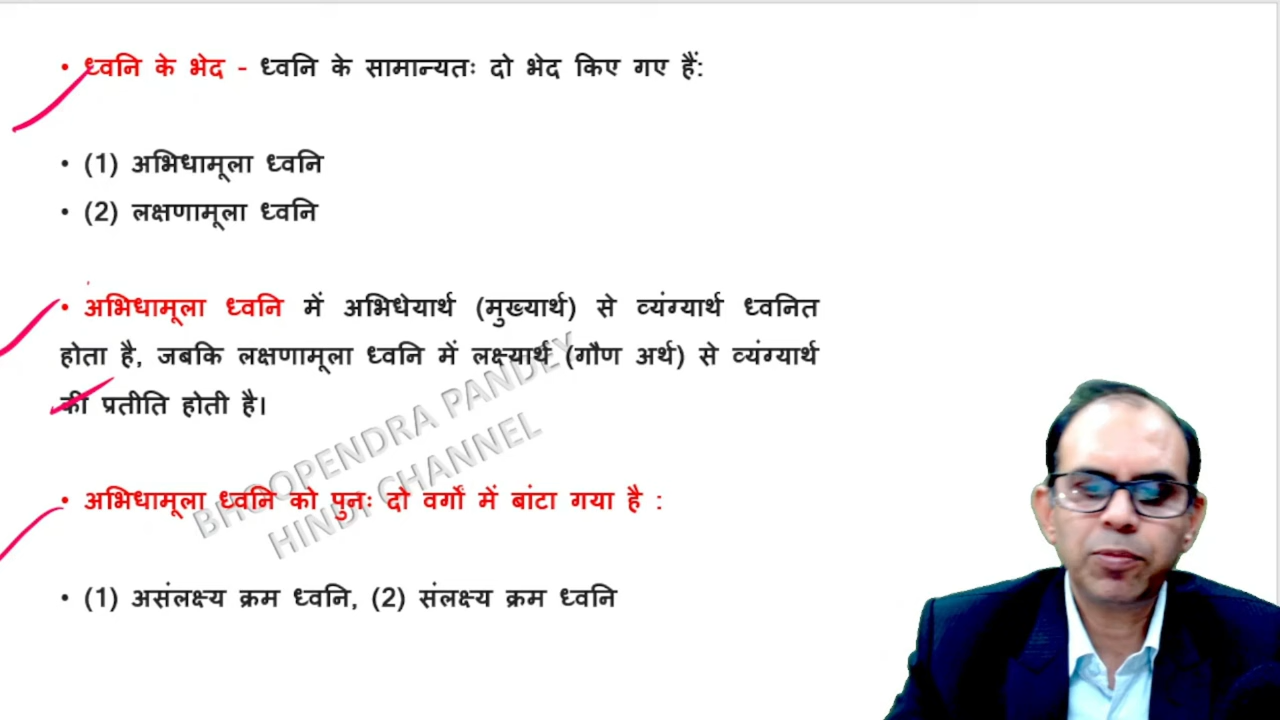 • ध्वनि के भेद - ध्वनि के सामान्यतः दो भेद किए गए हैं:
• (1) अभिधामूला ध्वनि
• (2) लक्षणामूला ध्वनि
• अभिधामूला ध्वनि में अभिधेयार्थ (मुख्यार्थ) से व्यंग्यार्थ ध्वनित
होता है, जबकि लक्षणामूला ध्वनि में लक्ष्यार्थ (गौण अर्थ) से व्यंग्यार्थ
की प्रतीति होती है।
BHOOPENDRA PANDEY
HINDI CHANNEL
• अभिधामूला ध्वनि को पुनः दो वर्गों में बांटा गया है :
• (1) असंलक्ष्य क्रम ध्वनि, (2) संलक्ष्य क्रम ध्वनि